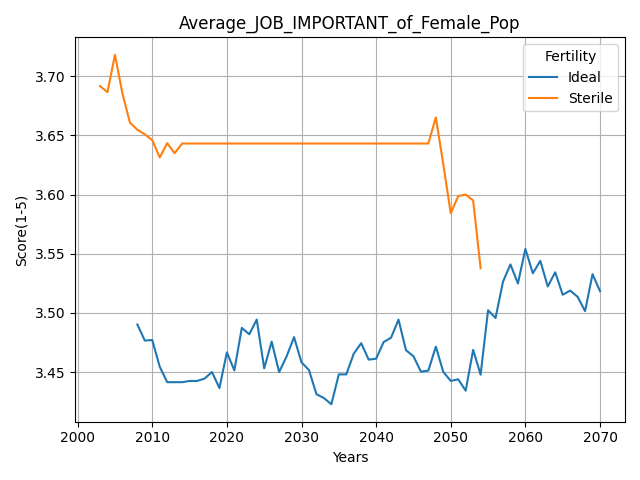 Average_JOB_IMPORTANT_of_Female_Pop
Fertility
Ideal
Sterile
Score(1-5)
3.70
3.65
3.60
3.55
3.50
3.45
2000 2010 2020 2030 2040 2050 2060 2070
Years